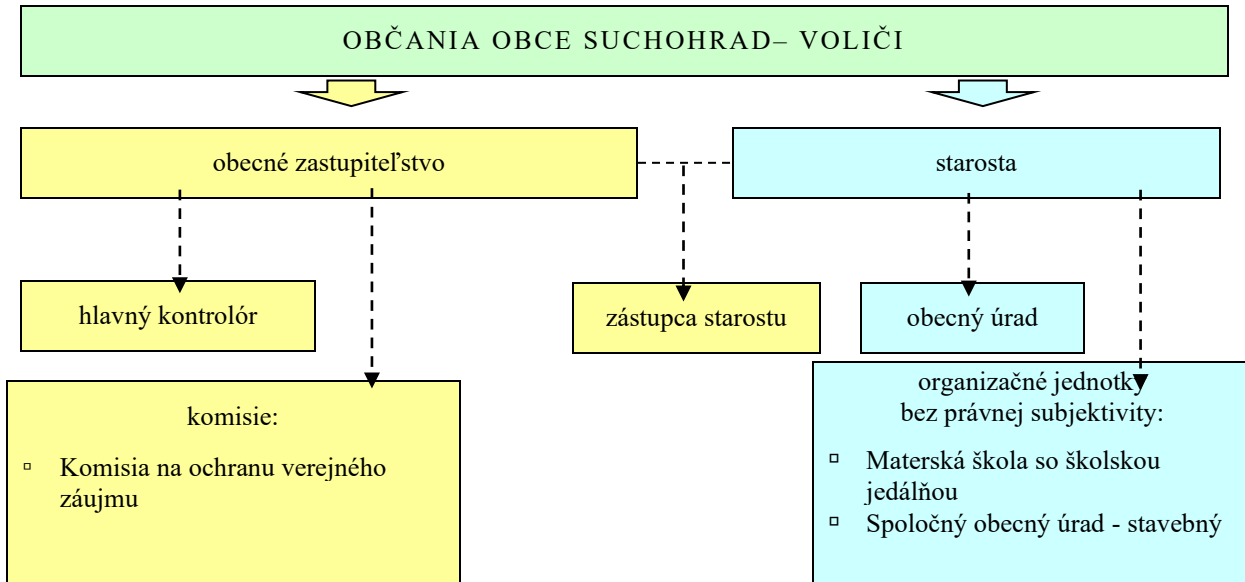 OBČANIA OBCE SUCHOHRAD– VOLIČI
obecné zastupiteľstvo
starosta
hlavný kontrolór
zástupca starostu
obecný úrad
komisie:
▫ Komisia na ochranu verejného
záujmu
organizačné jednotky
bez právnej subjektivity:
▫ Materská škola so školskou
jedálňou
▫ Spoločný obecný úrad - stavebný